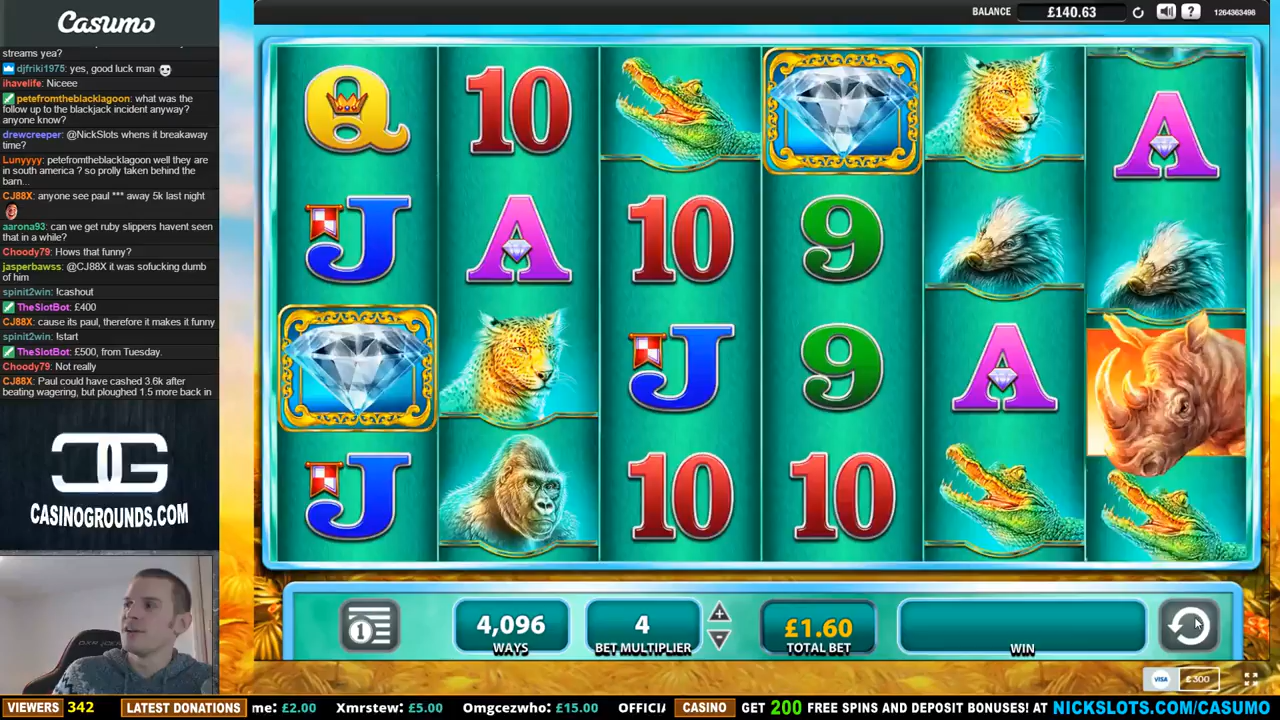 Casumo
streams yea?
djfriki1975: yes, good luck man
ihavelife: Niceee
petefromtheblacklagoon: what was the
follow up to the blackjack incident anyway?
anyone know?
drewcreeper: @NickSlots whens it breakaway
time?
Lunyyyy: petefromtheblacklagoon well they are
in south america ? so prolly taken behind the
barn...
CJ88X: anyone see paul *** away 5k last night
aarona93: can we get ruby slippers havent seen
that in a while?
Choody79: Hows that funny?
jasperbawss: @CJ88X it was sofucking dumb
of him
spinit2win: !cashout
TheSlotBot: £400
CJ88X: cause its paul, therefore it makes it funny
spinit2win: !start
TheSlotBot: £500, from Tuesday.
Choody79: Not really
CJ88X: Paul could have cashed 3.6k after
beating wagering, but ploughed 1.5 more back in
CG
CASINOGROUNDS.COM
BALANCE £140.63 ? 1264363496
Q 10 A
J A 10 9
J 9 A
J 10 10
1
4,096
WAYS
4
BET MULTIPLIER
+
-
£1.60
TOTAL BET
WIN
VISA £300
VIEWERS 342 LATEST DONATIONS me: £2.00 Xmrstew: £5.00 Omgcezwho: £15.00 OFFICIA CASINO GET 200 FREE SPINS AND DEPOSIT BONUSES! AT NICKSLOTS.COM/CASUMO